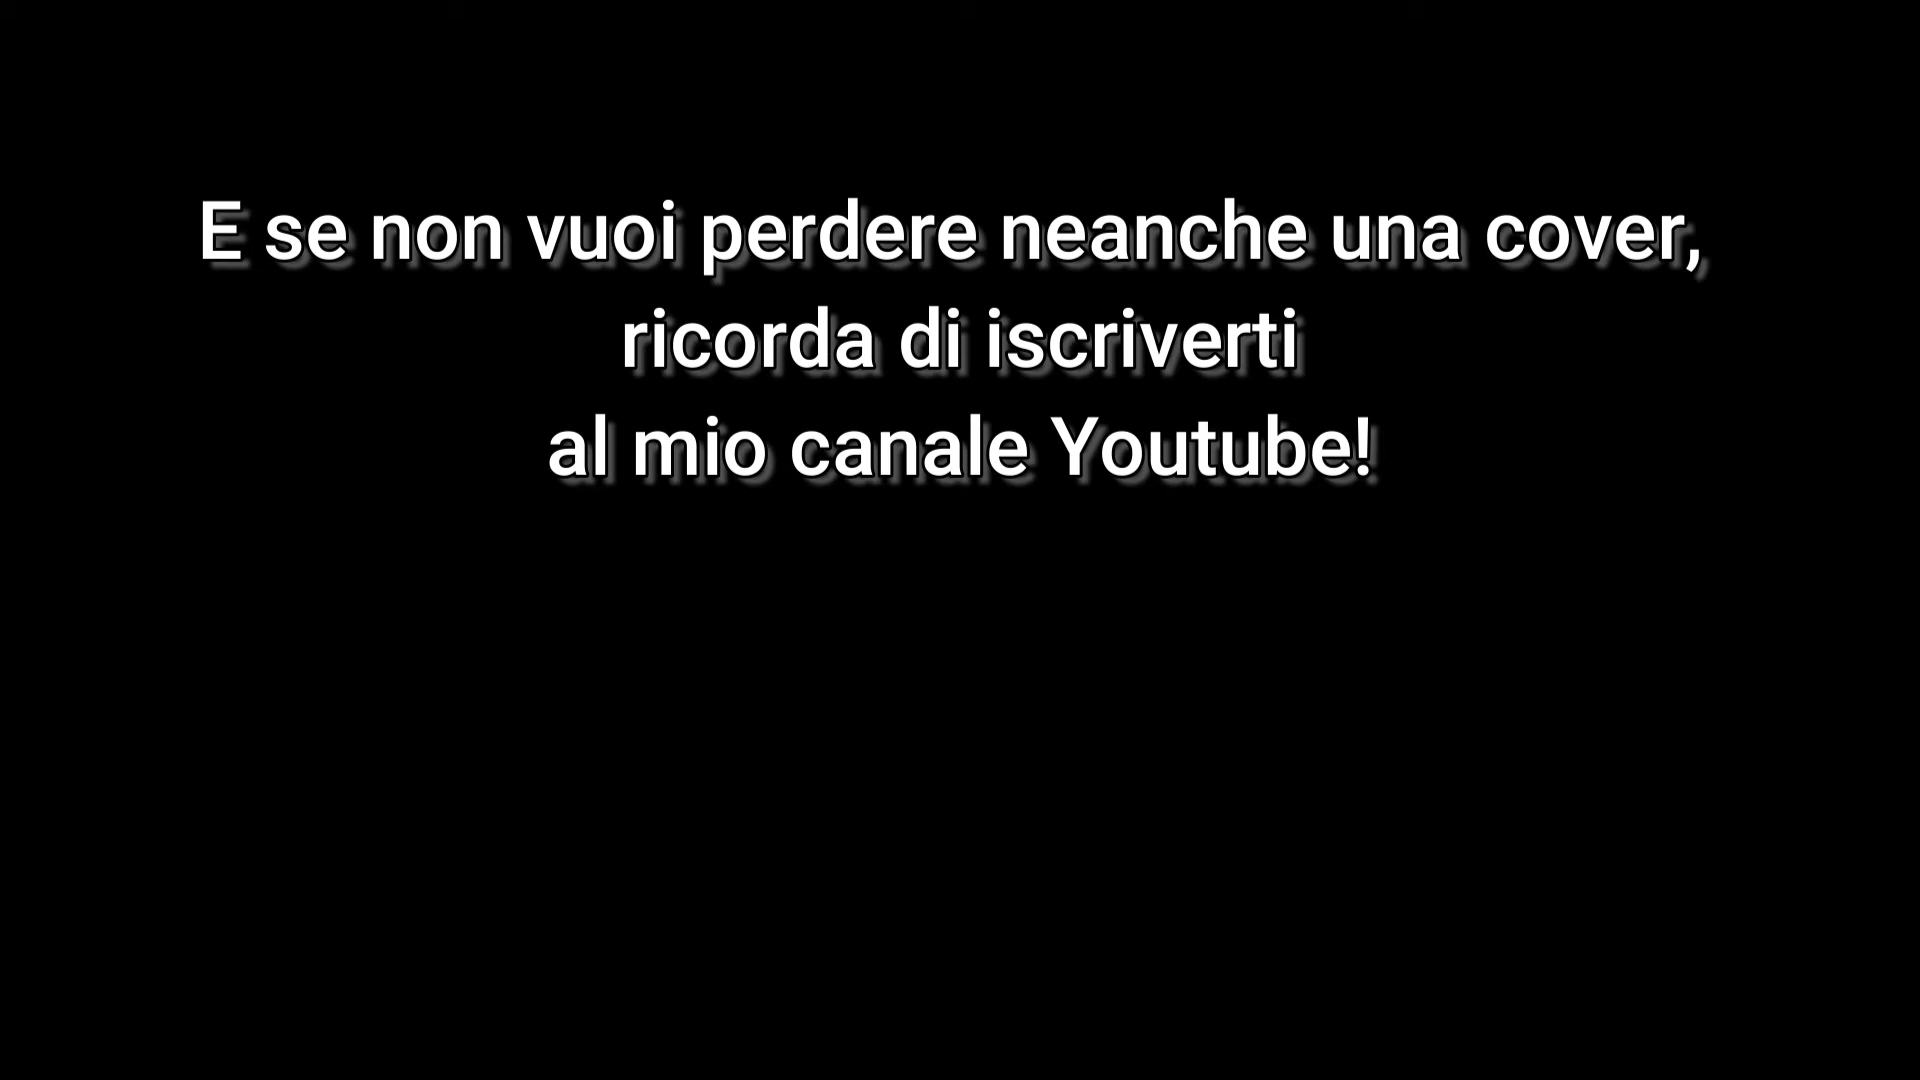 E se non vuoi perdere neanche una cover,
ricorda di iscriverti
al mio canale Youtube!